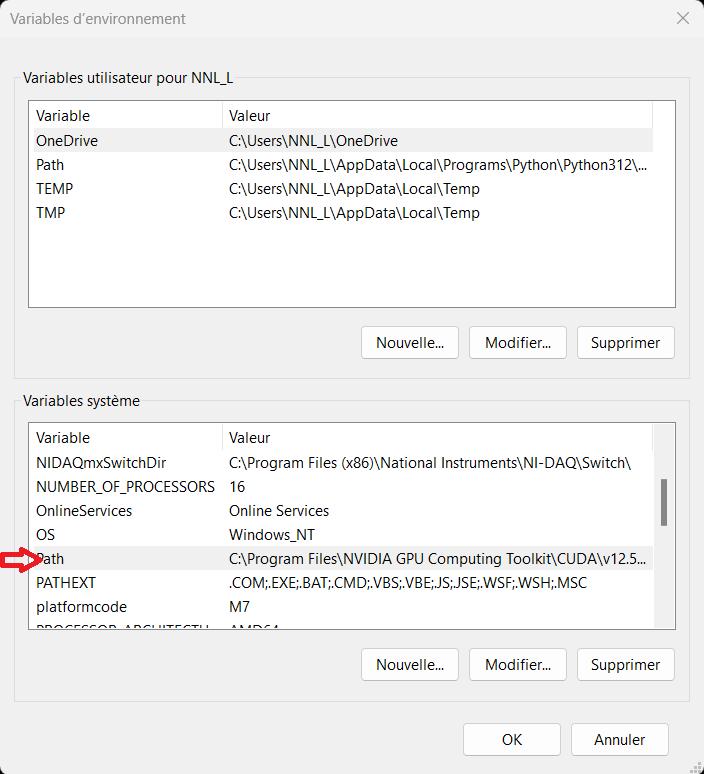 Variables d'environnement
Variables utilisateur pour NNL_L
Variable Valeur
OneDrive C:\Users\NNL_L\OneDrive
Path C:\Users\NNL_L\AppData\Local\Programs\Python\Python312\...
TEMP C:\Users\NNL_L\AppData\Local\Temp
TMP C:\Users\NNL_L\AppData\Local\Temp
Nouvelle... Modifier... Supprimer
Variables système
Variable Valeur
NIDAQmxSwitchDir C:\Program Files (x86)\National Instruments\NI-DAQ\Switch\
NUMBER_OF_PROCESSORS 16
OnlineServices Online Services
OS Windows_NT
Path C:\Program Files\NVIDIA GPU Computing Toolkit\CUDA\v12.5...
PATHEXT .COM;.EXE;.BAT;.CMD;.VBS;.VBE;.JS;.JSE;.WSF;.WSH;.MSC
platformcode M7
AMD64
Nouvelle... Modifier... Supprimer
OK Annuler